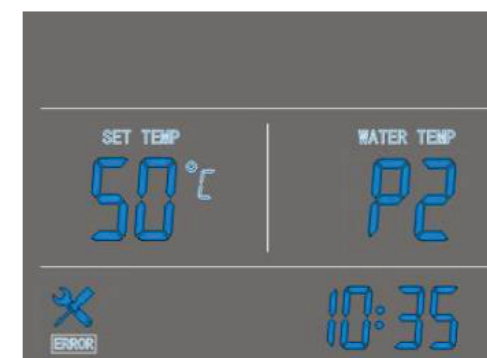 SET TEMP
WATER TEMP
50°C
P2
ERROR
10:35